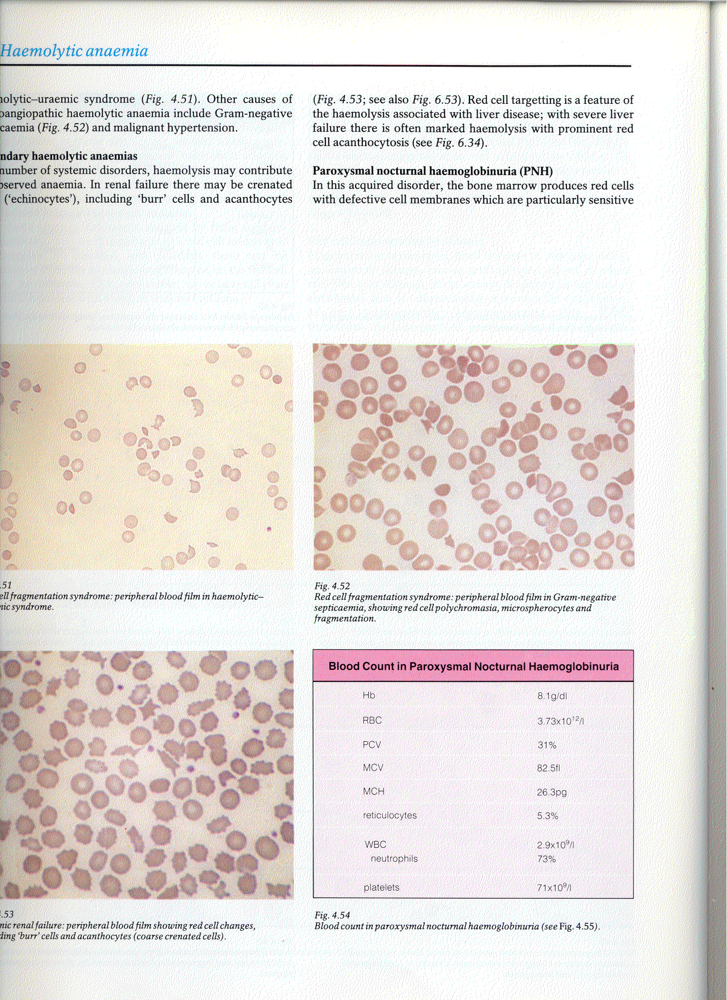 Haemolytic anaemia
olytic–uraemic syndrome (Fig. 4.51). Other causes of
angiopathic haemolytic anaemia include Gram-negative
caemia (Fig. 4.52) and malignant hypertension.
ndary haemolytic anaemias
number of systemic disorders, haemolysis may contribute
served anaemia. In renal failure there may be crenated
(‘echinocytes’), including ‘burr’ cells and acanthocytes
(Fig. 4.53; see also Fig. 6.53). Red cell targetting is a feature of
the haemolysis associated with liver disease; with severe liver
failure there is often marked haemolysis with prominent red
cell acanthocytosis (see Fig. 6.34).
Paroxysmal nocturnal haemoglobinuria (PNH)
In this acquired disorder, the bone marrow produces red cells
with defective cell membranes which are particularly sensitive
.51
ell fragmentation syndrome: peripheral blood film in haemolytic–
nic syndrome.
Fig. 4.52
Red cell fragmentation syndrome: peripheral blood film in Gram-negative
septicaemia, showing red cell polychromasia, microspherocytes and
fragmentation.
.53
nic renal failure: peripheral blood film showing red cell changes,
ding ‘burr’ cells and acanthocytes (coarse crenated cells).
Blood Count in Paroxysmal Nocturnal Haemoglobinuria
Hb 8.1g/dl
RBC 3.73x10¹²/l
PCV 31%
MCV 82.5fl
MCH 26.3pg
reticulocytes 5.3%
WBC 2.9x10⁹/l
neutrophils 73%
platelets 71x10⁹/l
Fig. 4.54
Blood count in paroxysmal nocturnal haemoglobinuria (see Fig. 4.55).